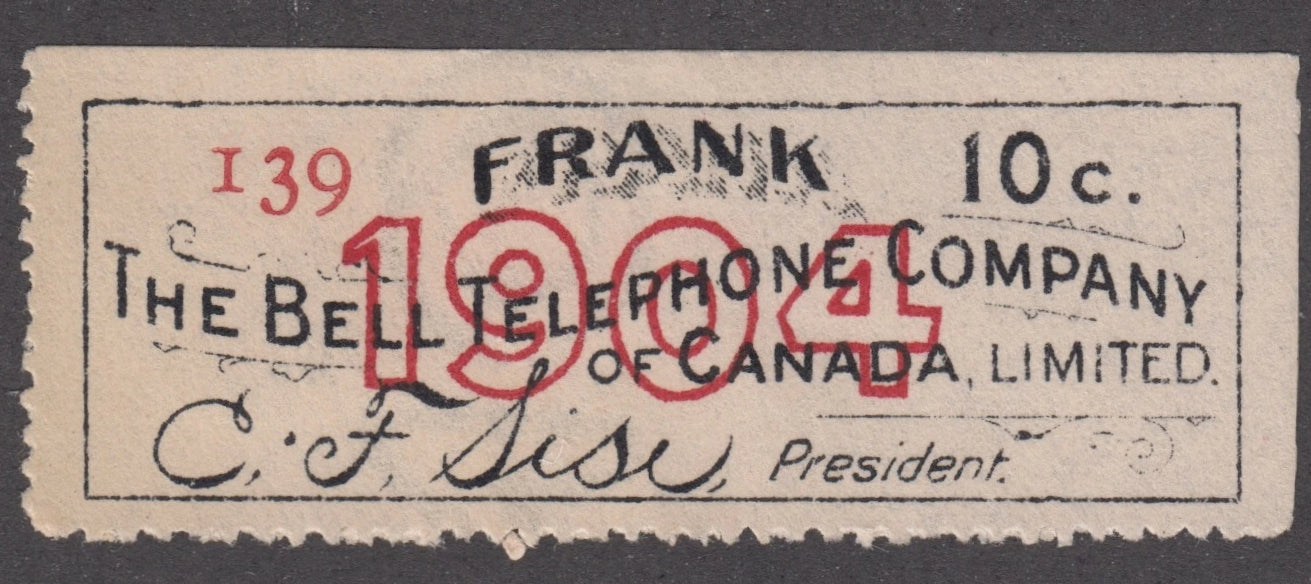 139 FRANK 10c.
1904
THE BELL TELEPHONE COMPANY
OF CANADA, LIMITED.
C. F. Sise, President.